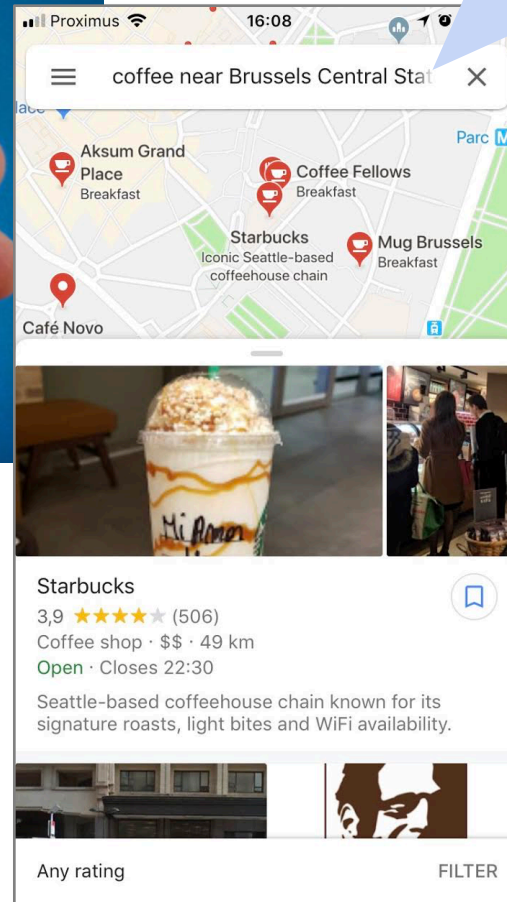 Proximus
16:08
coffee near Brussels Central Stat
Parc M
Aksum Grand
Place
Breakfast
Coffee Fellows
Breakfast
Starbucks
Iconic Seattle-based
coffeehouse chain
Mug Brussels
Breakfast
Café Novo
Mi Amor
Starbucks
3,9 (506)
Coffee shop · $$ · 49 km
Open · Closes 22:30
Seattle-based coffeehouse chain known for its
signature roasts, light bites and WiFi availability.
Any rating
FILTER